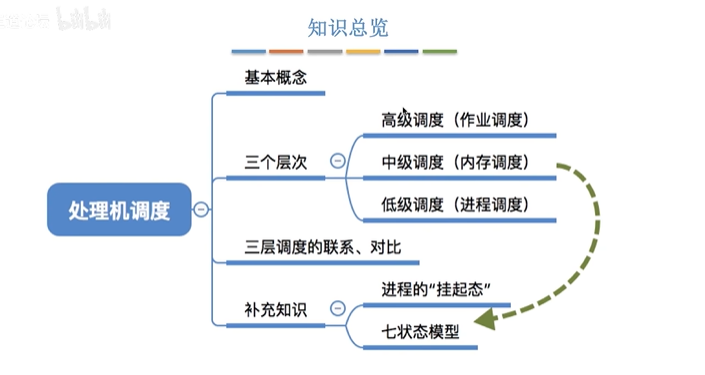 bilibili
知识总览
基本概念
高级调度（作业调度）
三个层次
中级调度（内存调度）
处理机调度
低级调度（进程调度）
三层调度的联系、对比
进程的“挂起态”
补充知识
七状态模型